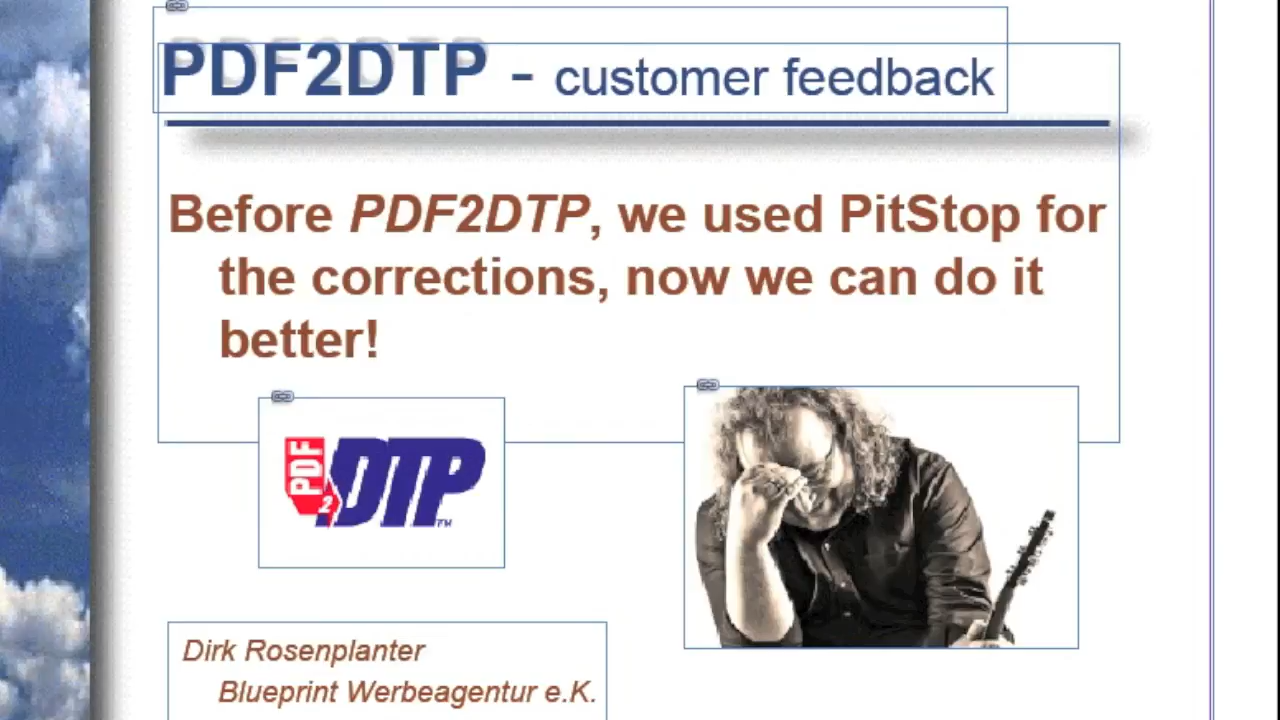 PDF2DTP - customer feedback
Before PDF2DTP, we used PitStop for
the corrections, now we can do it
better!
PDF
2
DTP™
Dirk Rosenplanter
Blueprint Werbeagentur e.K.